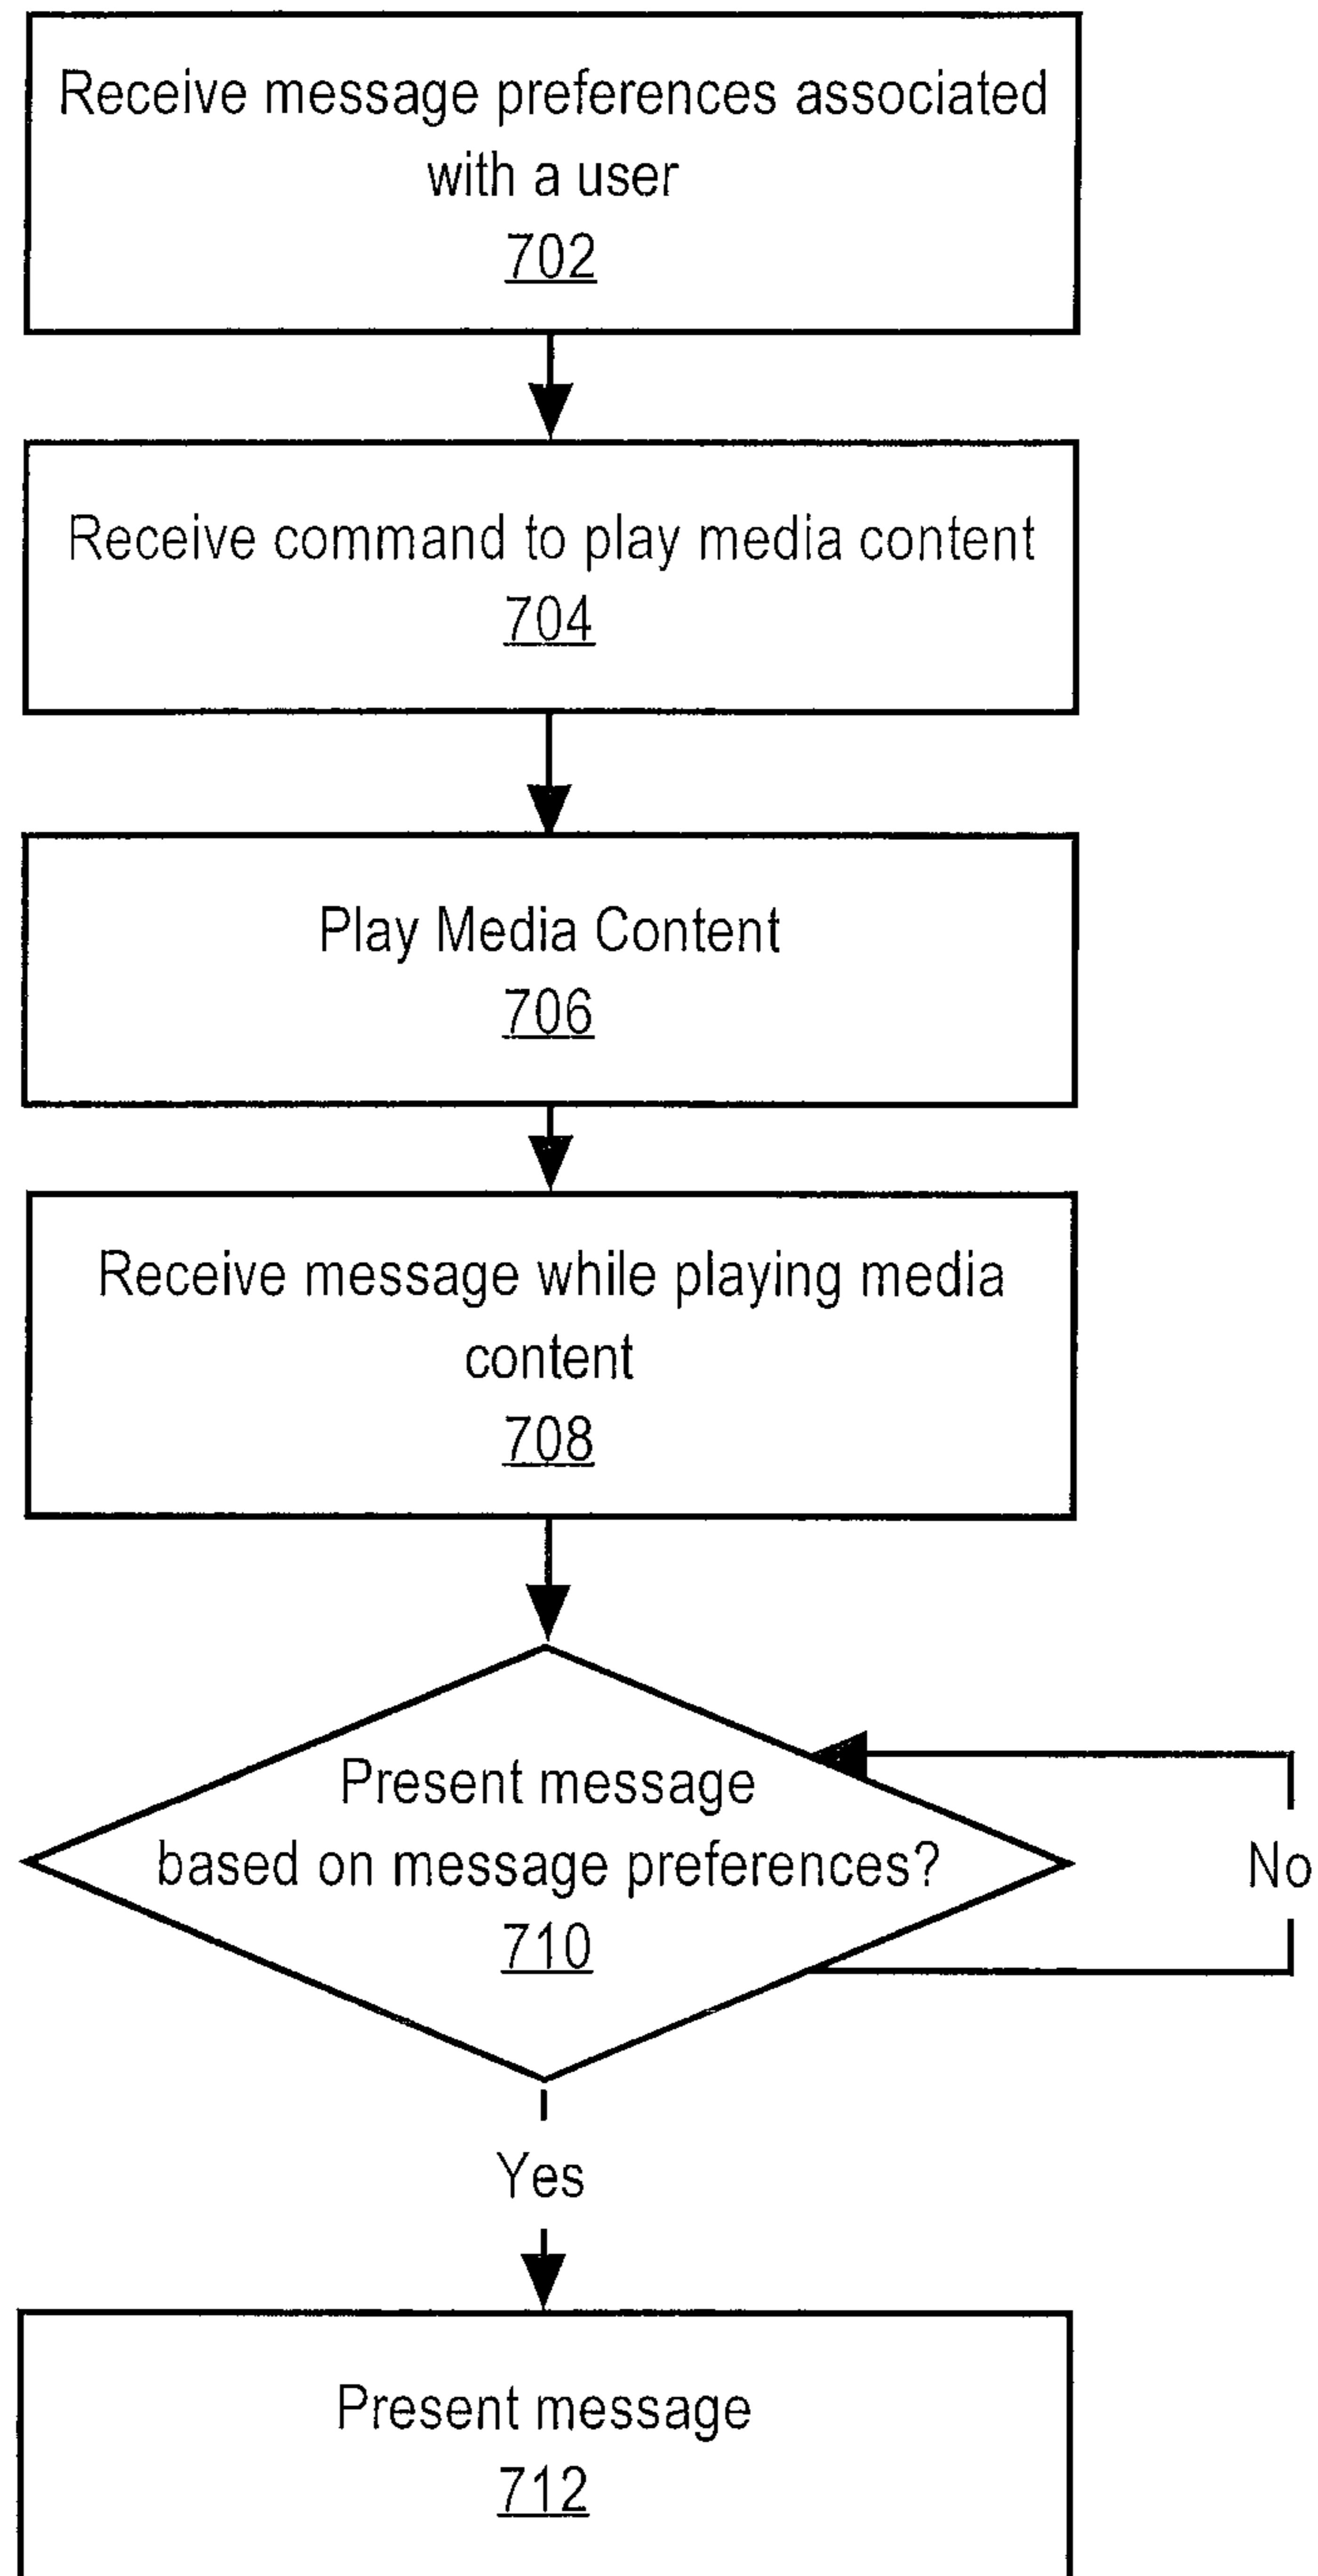 Receive message preferences associated
with a user
702
Receive command to play media content
704
Play Media Content
706
Receive message while playing media
content
708
Present message
based on message preferences?
710
No
Yes
Present message
712